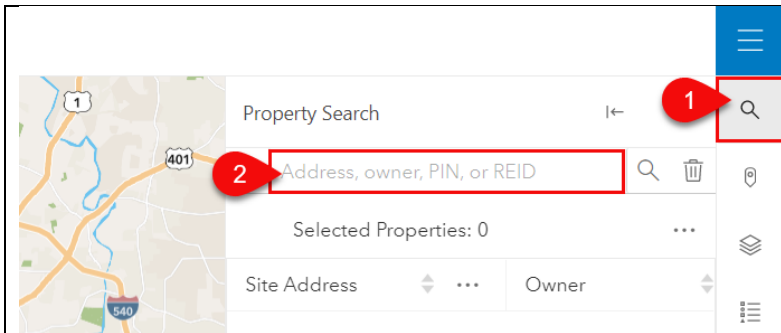 1
1
Property Search
401
2
Address, owner, PIN, or REID
Selected Properties: 0
Site Address
Owner
540